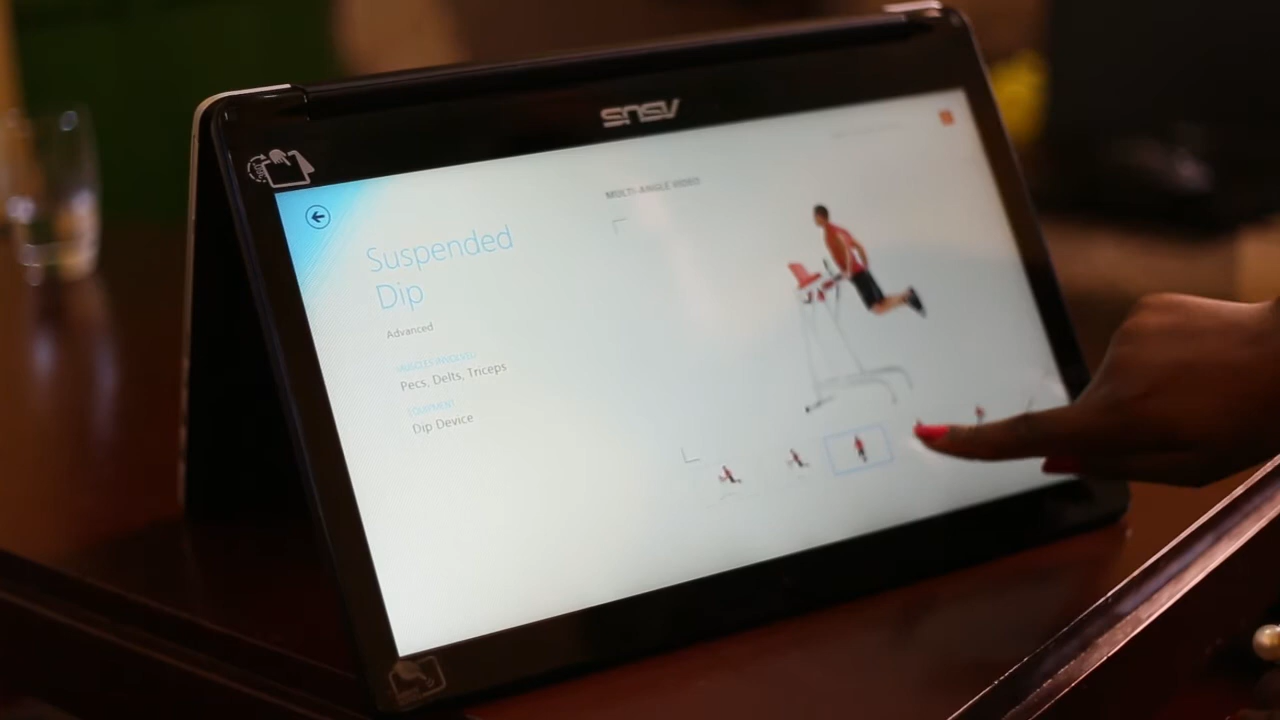 ASUS
MULTI-ANGLE VIDEO
Suspended
Dip
Advanced
MUSCLES INVOLVED
Pecs, Delts, Triceps
EQUIPMENT
Dip Device